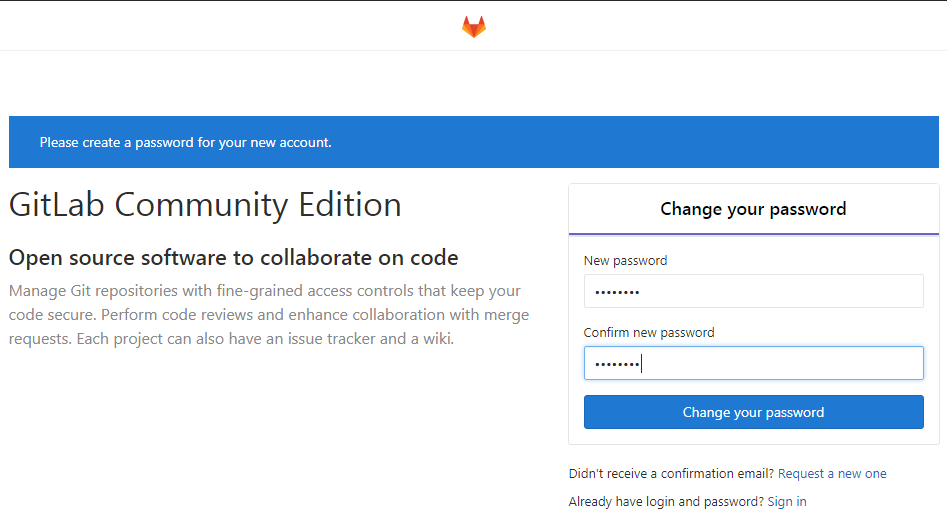 Please create a password for your new account.
GitLab Community Edition
Open source software to collaborate on code
Manage Git repositories with fine-grained access controls that keep your
code secure. Perform code reviews and enhance collaboration with merge
requests. Each project can also have an issue tracker and a wiki.
Change your password
New password
••••••••
Confirm new password
••••••••
Change your password
Didn't receive a confirmation email? Request a new one
Already have login and password? Sign in